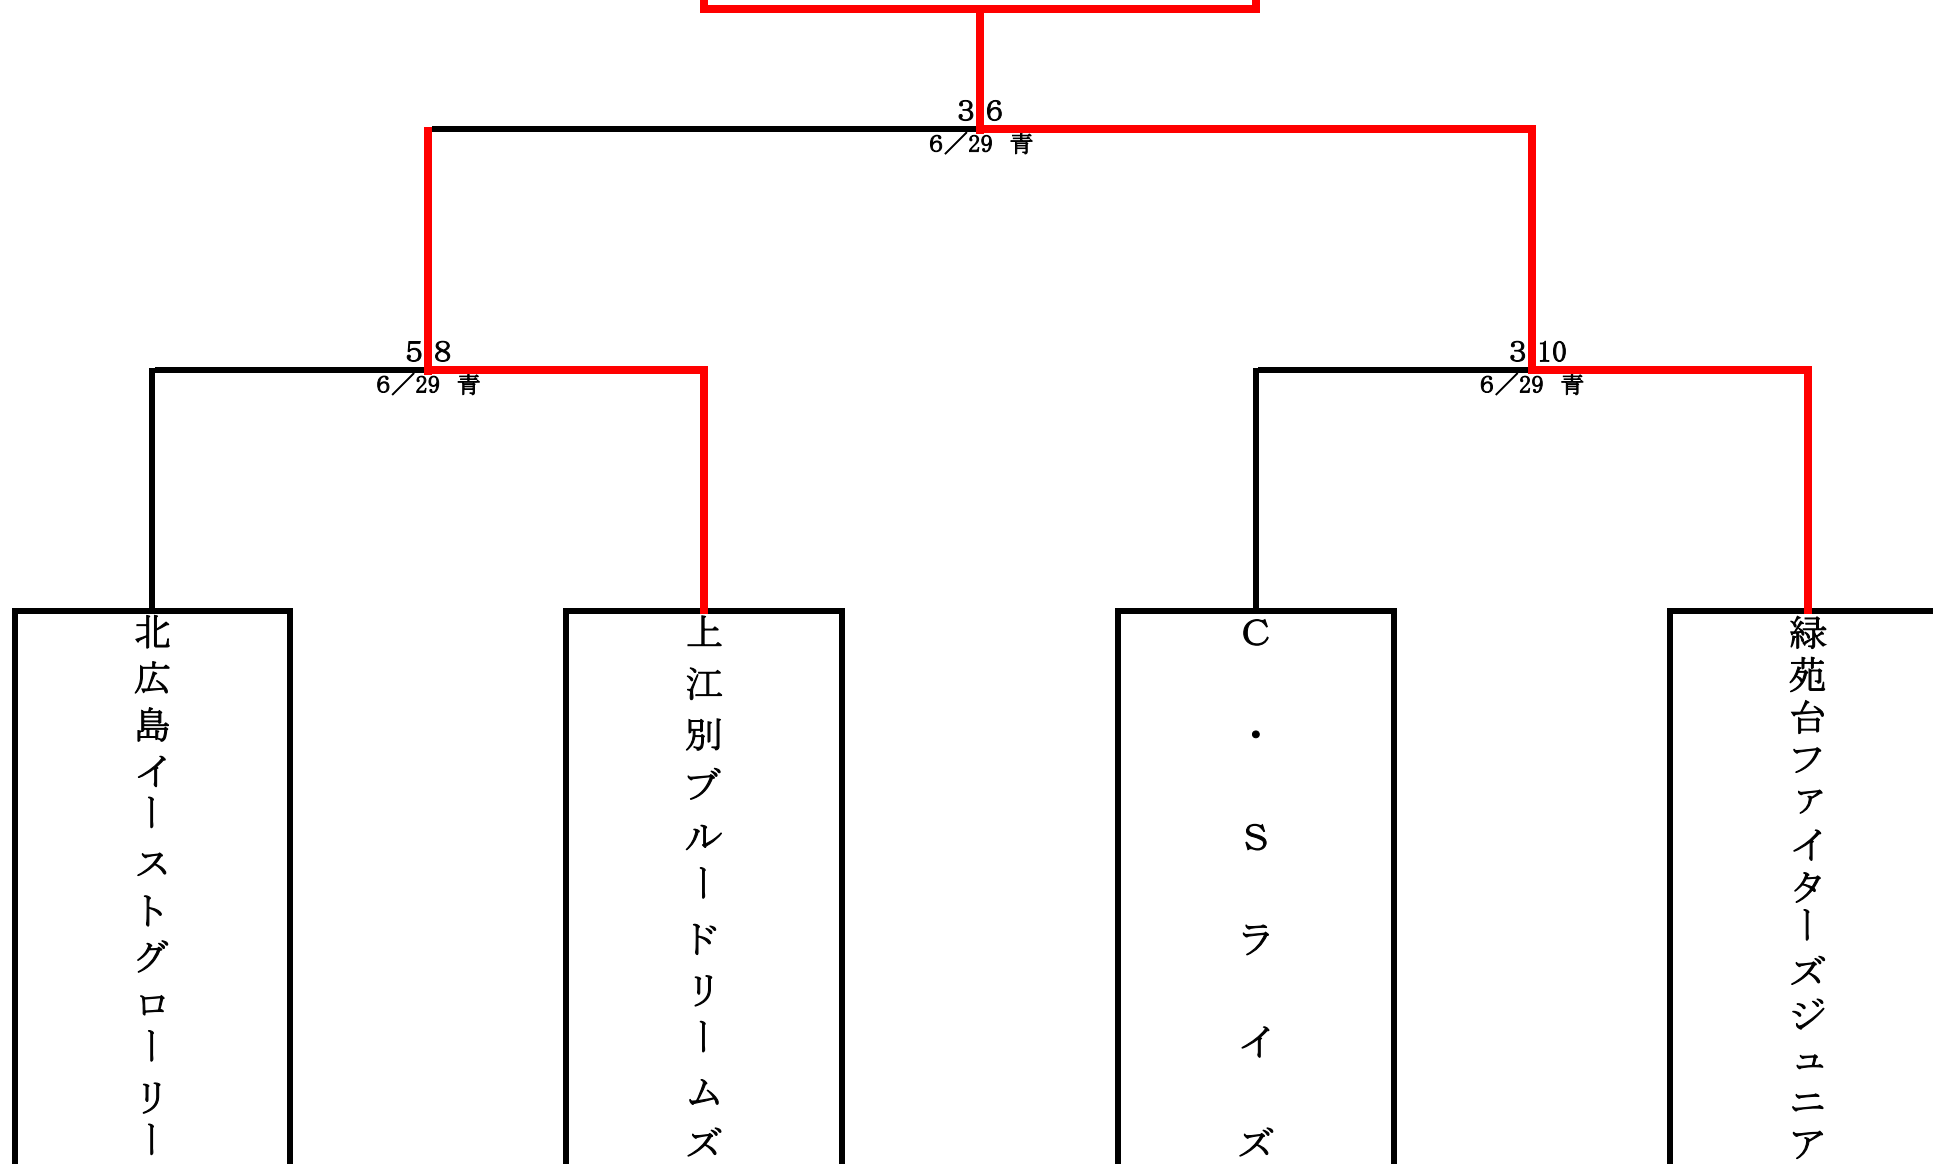 3 6
6／29 青
5 8
6／29 青
3 10
6／29 青
北広島イーストグローリー
上江別ブルードリームズ
C・Sライズ
緑苑台ファイターズジュニア